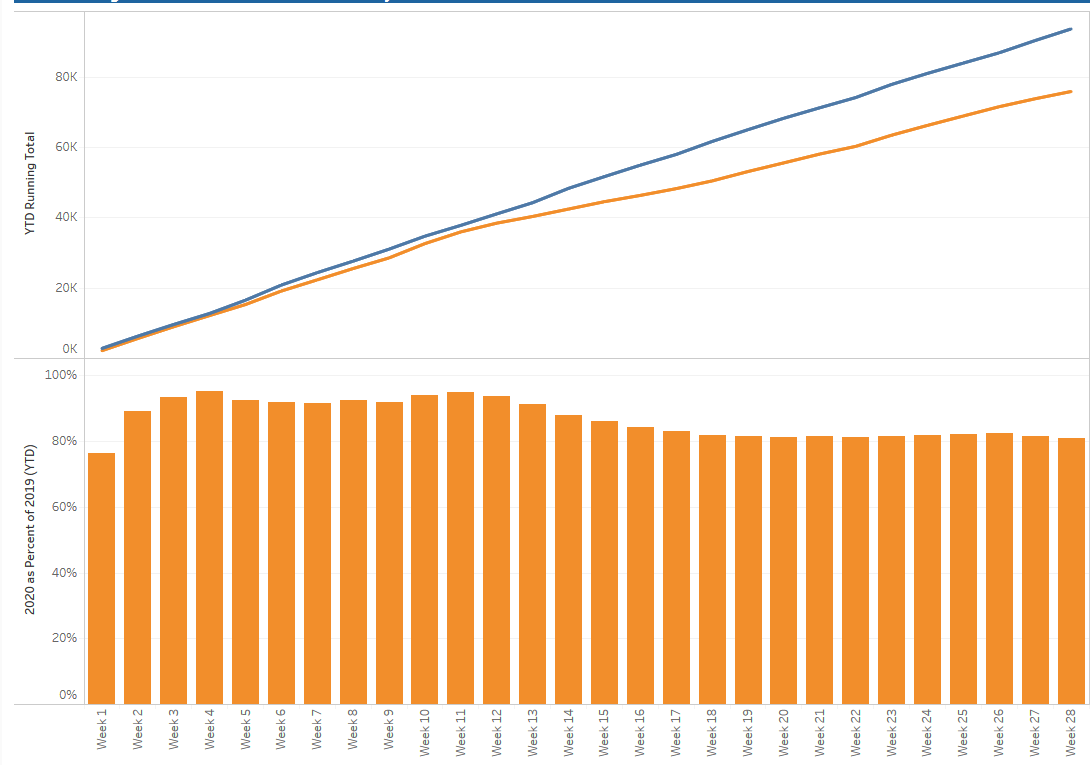 80K
60K
40K
20K
0K
YTD Running Total
100%
80%
60%
40%
20%
0%
2020 as Percent of 2019 (YTD)
Week 1
Week 2
Week 3
Week 4
Week 5
Week 6
Week 7
Week 8
Week 9
Week 10
Week 11
Week 12
Week 13
Week 14
Week 15
Week 16
Week 17
Week 18
Week 19
Week 20
Week 21
Week 22
Week 23
Week 24
Week 25
Week 26
Week 27
Week 28